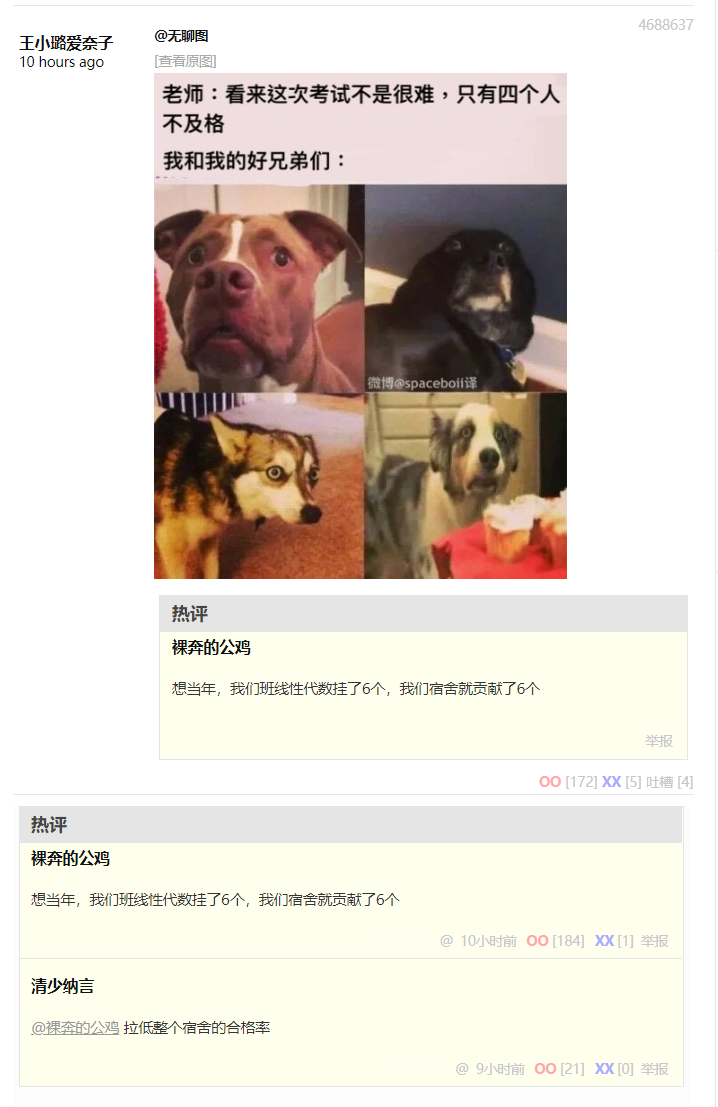 4688637
王小璐爱奈子
10 hours ago
@无聊图
[查看原图]
老师：看来这次考试不是很难，只有四个人
不及格
我和我的好兄弟们：
微博@spaceboii译
热评
裸奔的公鸡
想当年，我们班线性代数挂了6个，我们宿舍就贡献了6个
举报
OO [172] XX [5] 吐槽 [4]
热评
裸奔的公鸡
想当年，我们班线性代数挂了6个，我们宿舍就贡献了6个
@ 10小时前 OO [184] XX [1] 举报
清少纳言
@裸奔的公鸡 拉低整个宿舍的合格率
@ 9小时前 OO [21] XX [0] 举报